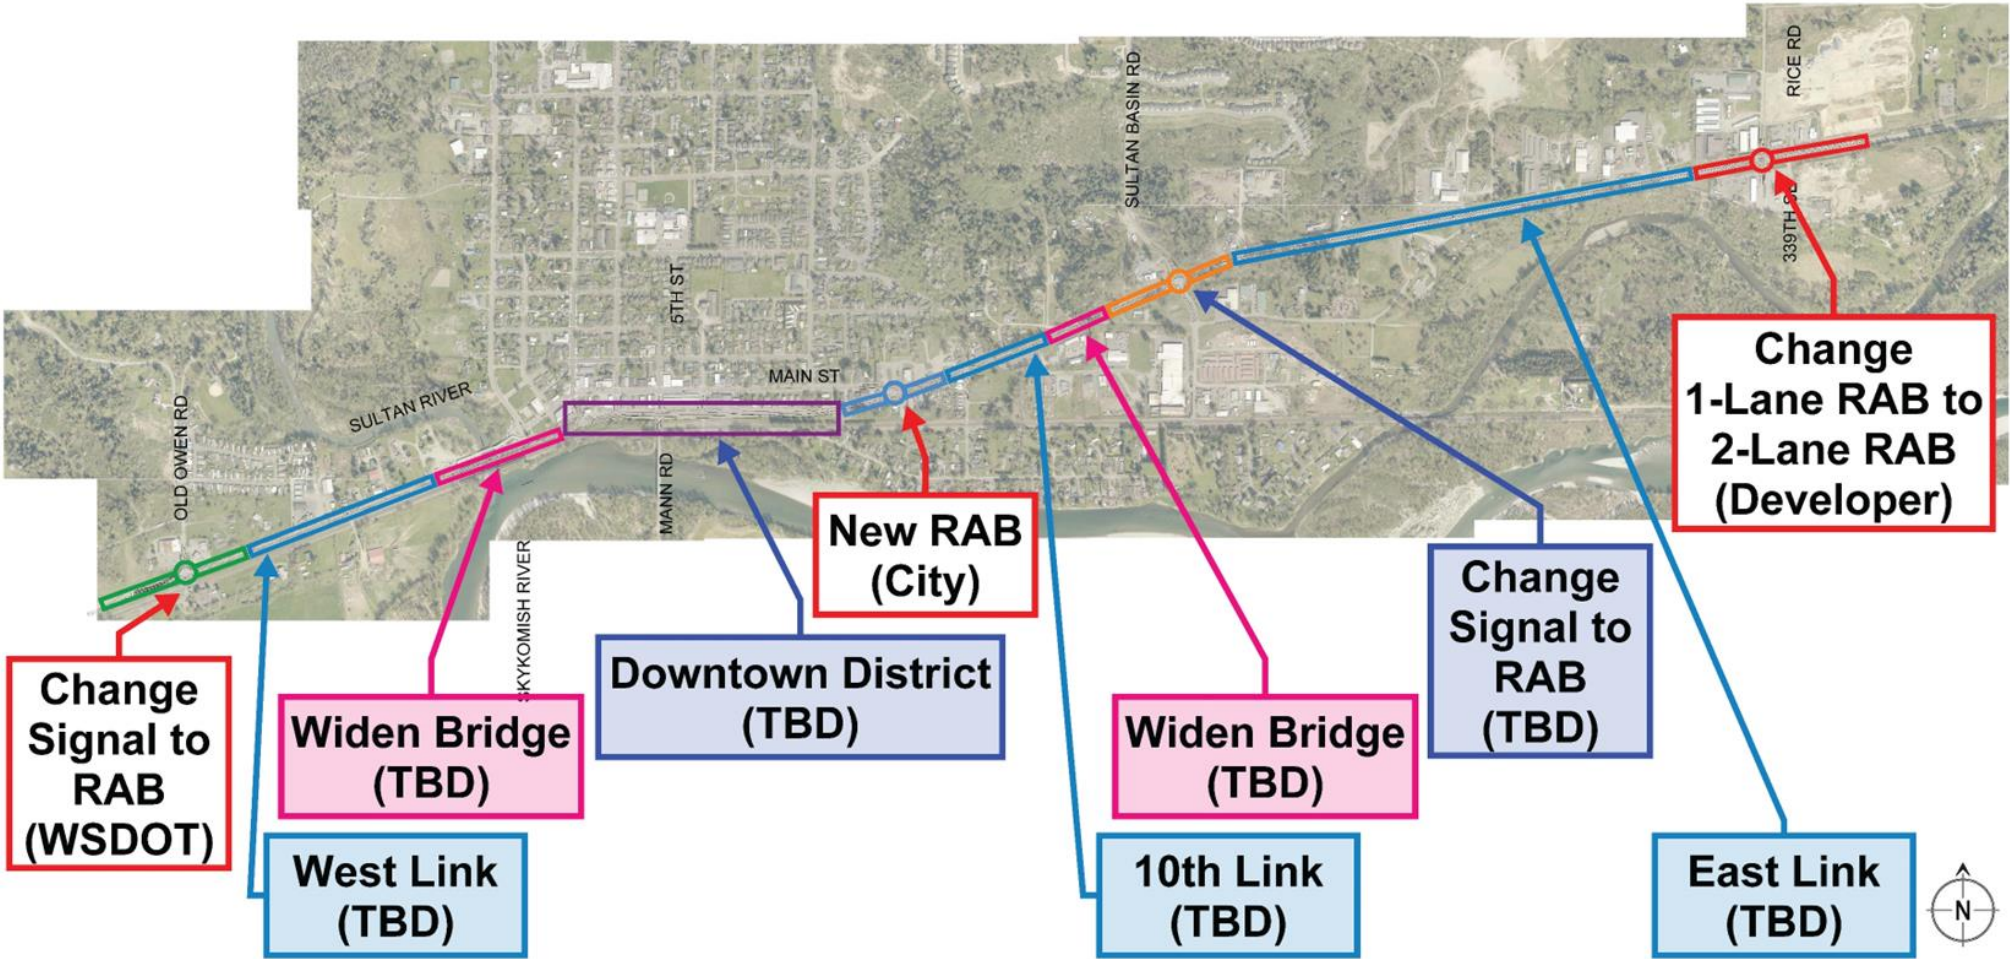 RICE RD
SULTAN BASIN RD
339TH
5TH ST
MAIN ST
SULTAN RIVER
OLD OWEN RD
MANN RD
SKYKOMISH RIVER
Change
1-Lane RAB to
2-Lane RAB
(Developer)
New RAB
(City)
Change
Signal to
RAB
(TBD)
Downtown District
(TBD)
Change
Signal to
RAB
(WSDOT)
Widen Bridge
(TBD)
Widen Bridge
(TBD)
West Link
(TBD)
10th Link
(TBD)
East Link
(TBD)
N